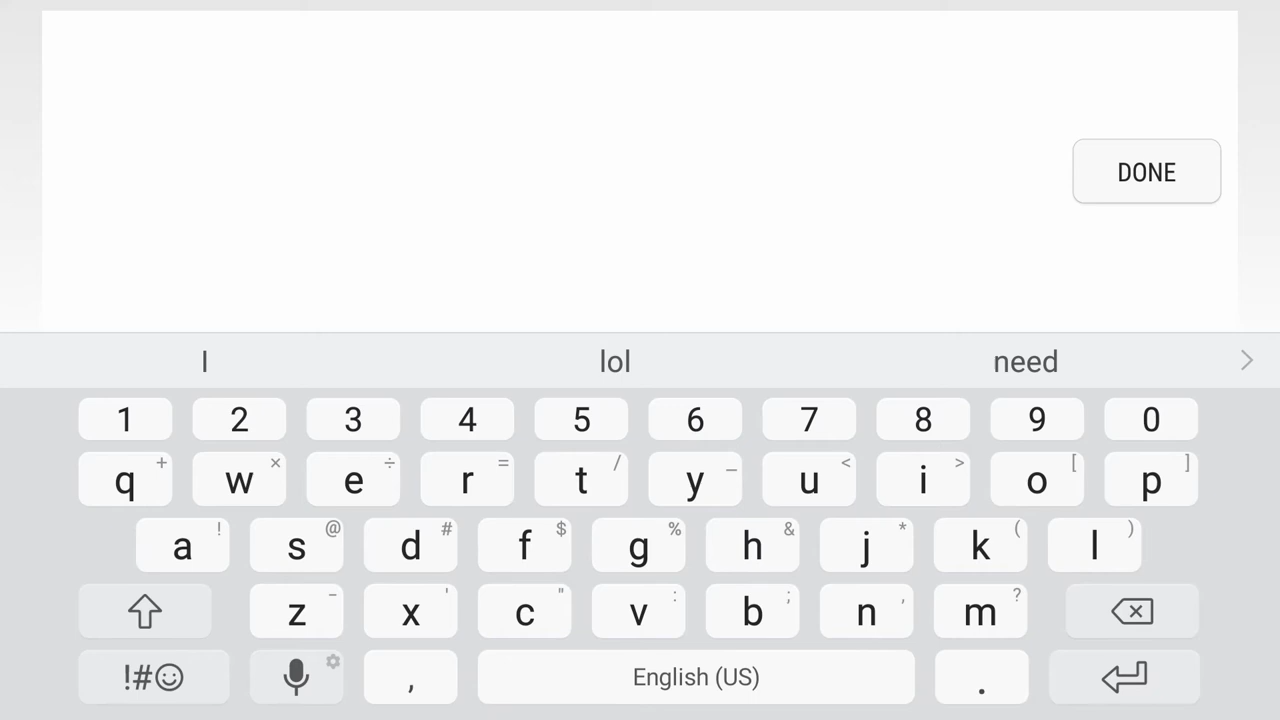 DONE
I lol need
1 2 3 4 5 6 7 8 9 0
q + w × e ÷ r = t / y _ u < i > o [ p ]
a ! s @ d # f $ g % h & j * k ( l )
z - x ' c " v : b ; n , m ?
!#☺ , English (US) .